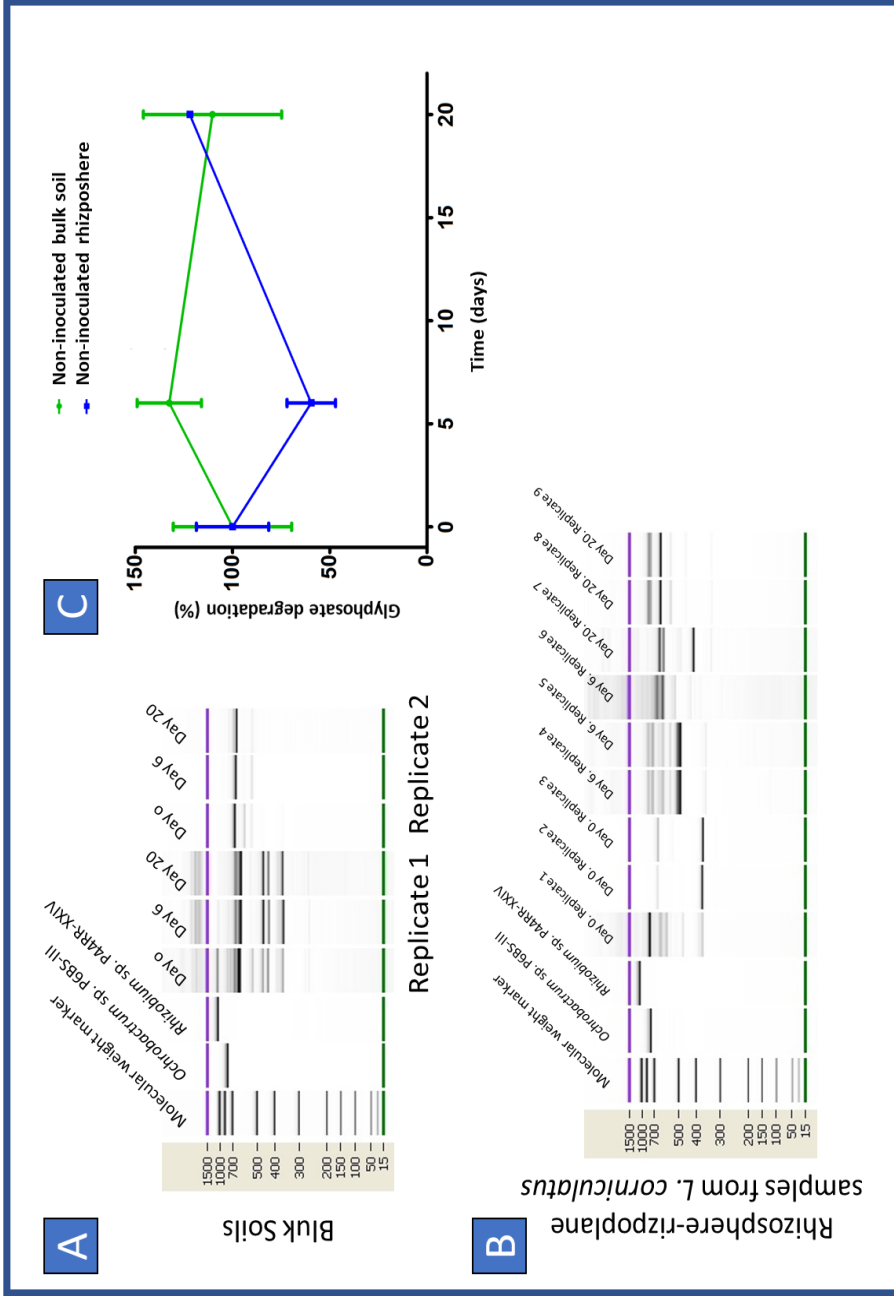 A
Bluk Soils
1500
1000
700
500
400
300
200
150
100
50
15
Molecular weight marker
Ochrobactrum sp. P6BS-III
Rhizobium sp. P44RR-XXIV
Day 0
Day 6
Day 20
Day 0
Day 6
Day 20
Replicate 1
Replicate 2
B
Rhizosphere-rizpoplane
samples from L. corniculatus
1500
1000
700
500
400
300
200
150
100
50
15
Molecular weight marker
Ochrobactrum sp. P6BS-III
Rhizobium sp. P44RR-XXIV
Day 0. Replicate 1
Day 0. Replicate 2
Day 0. Replicate 3
Day 6. Replicate 4
Day 6. Replicate 5
Day 6. Replicate 6
Day 20. Replicate 7
Day 20. Replicate 8
Day 20. Replicate 9
C
Non-inoculated bulk soil
Non-inoculated rhizposhere
Glyphosate degradation (%)
150
100
50
0
0
5
10
15
20
Time (days)